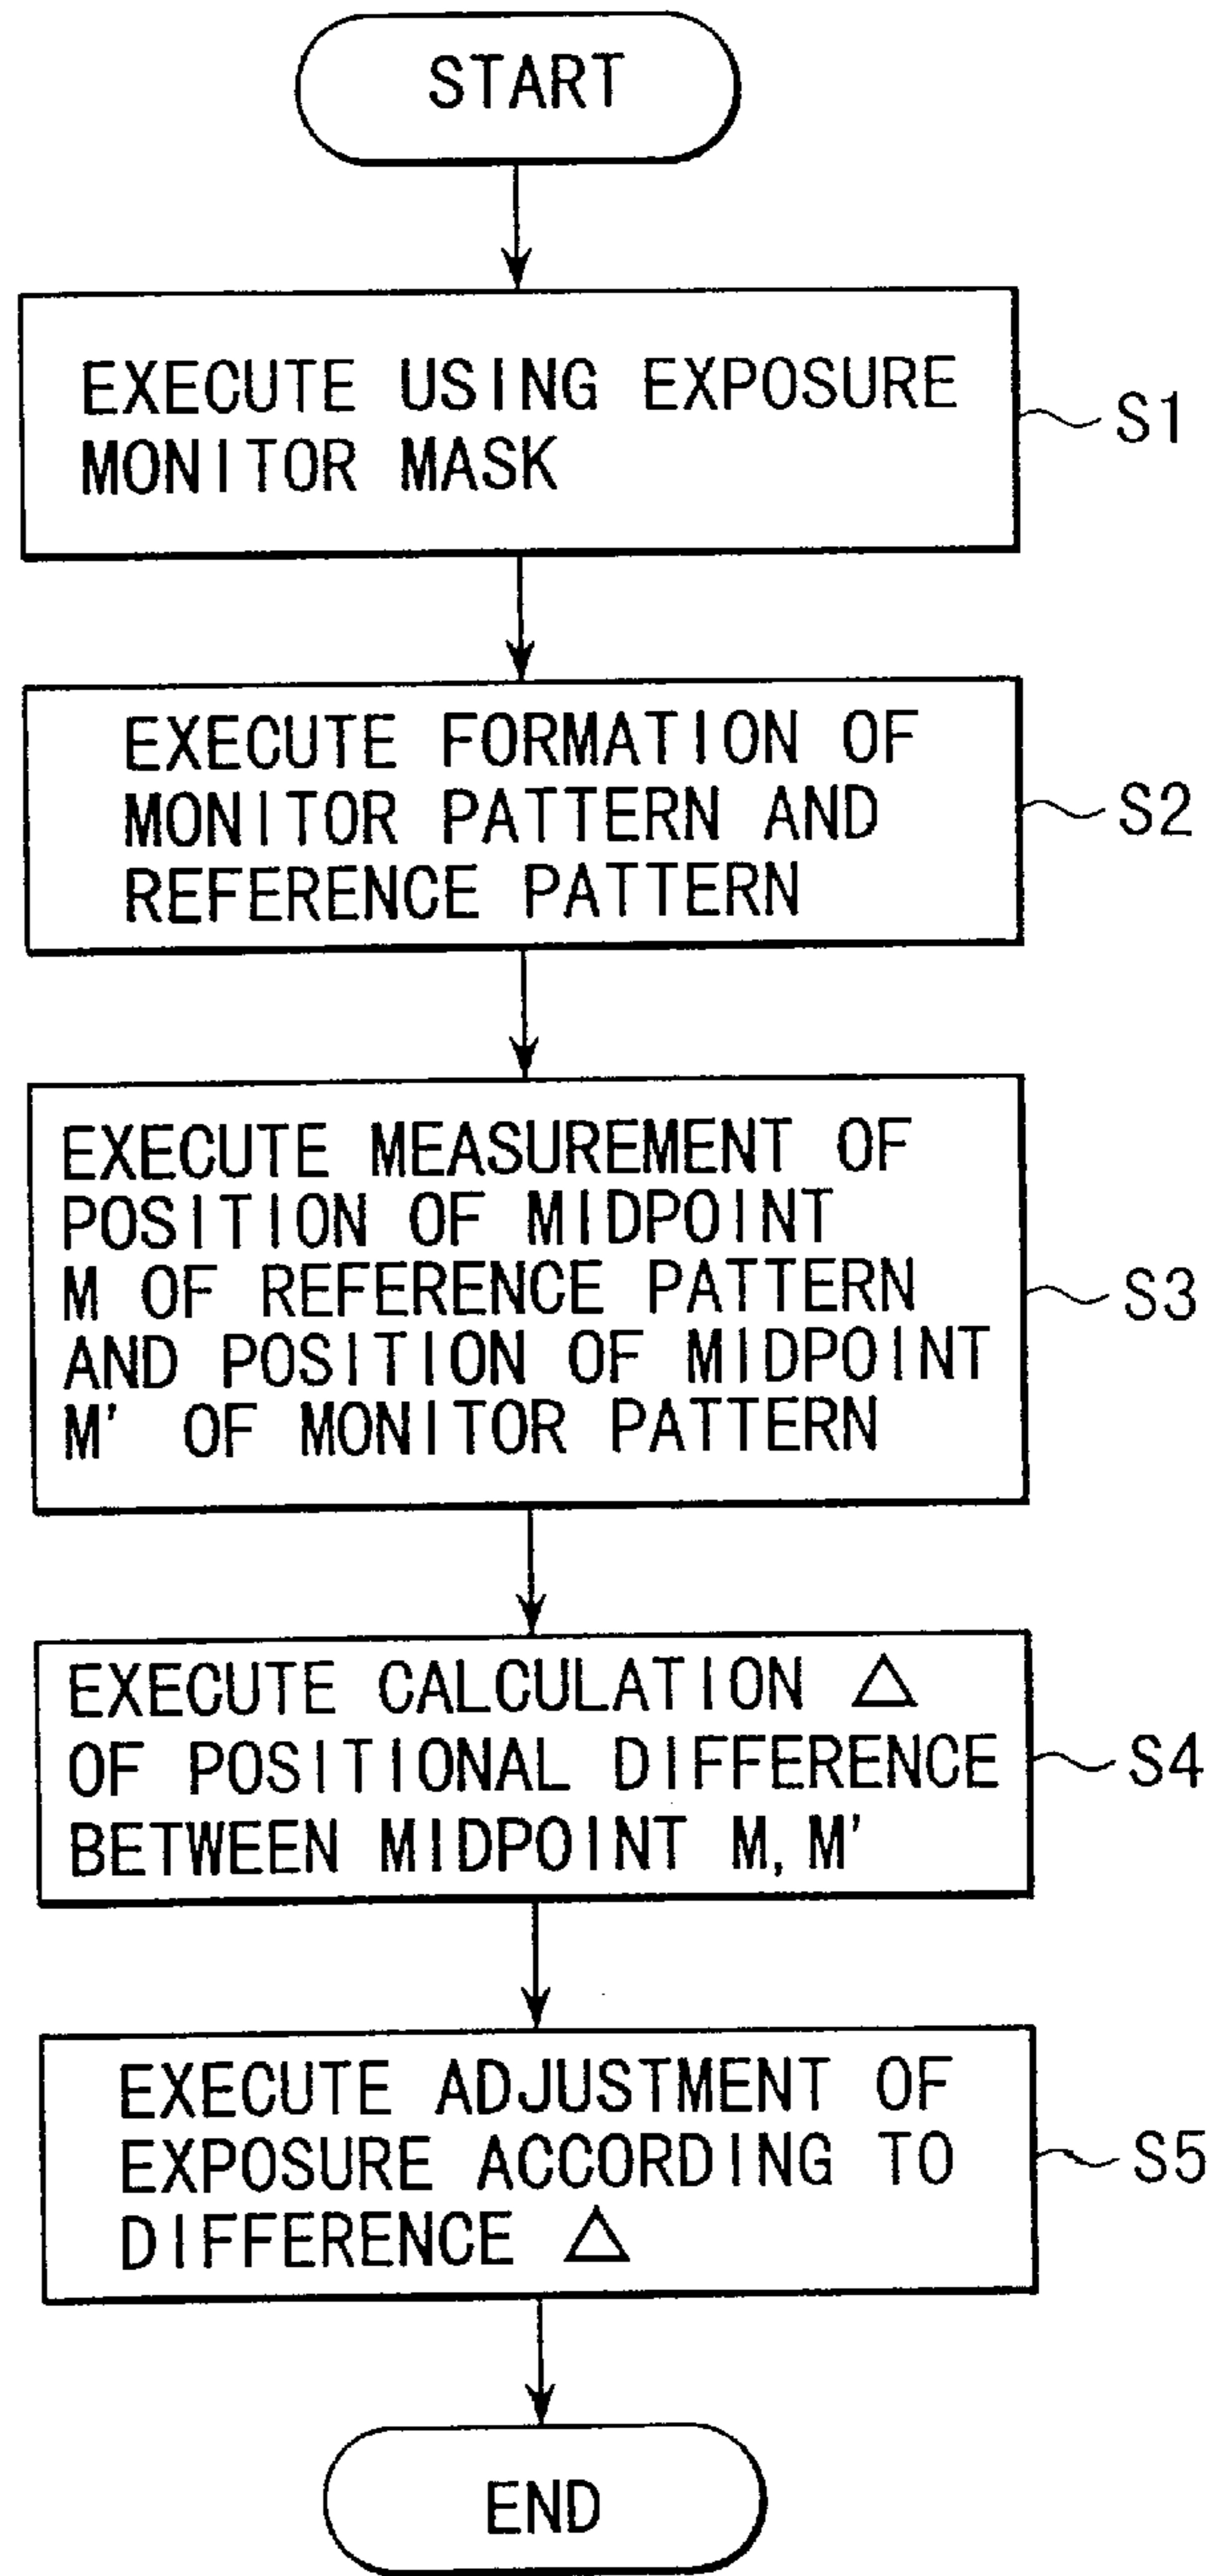 START
EXECUTE USING EXPOSURE
MONITOR MASK
S1
EXECUTE FORMATION OF
MONITOR PATTERN AND
REFERENCE PATTERN
S2
EXECUTE MEASUREMENT OF
POSITION OF MIDPOINT
M OF REFERENCE PATTERN
AND POSITION OF MIDPOINT
M' OF MONITOR PATTERN
S3
EXECUTE CALCULATION △
OF POSITIONAL DIFFERENCE
BETWEEN MIDPOINT M, M'
S4
EXECUTE ADJUSTMENT OF
EXPOSURE ACCORDING TO
DIFFERENCE △
S5
END